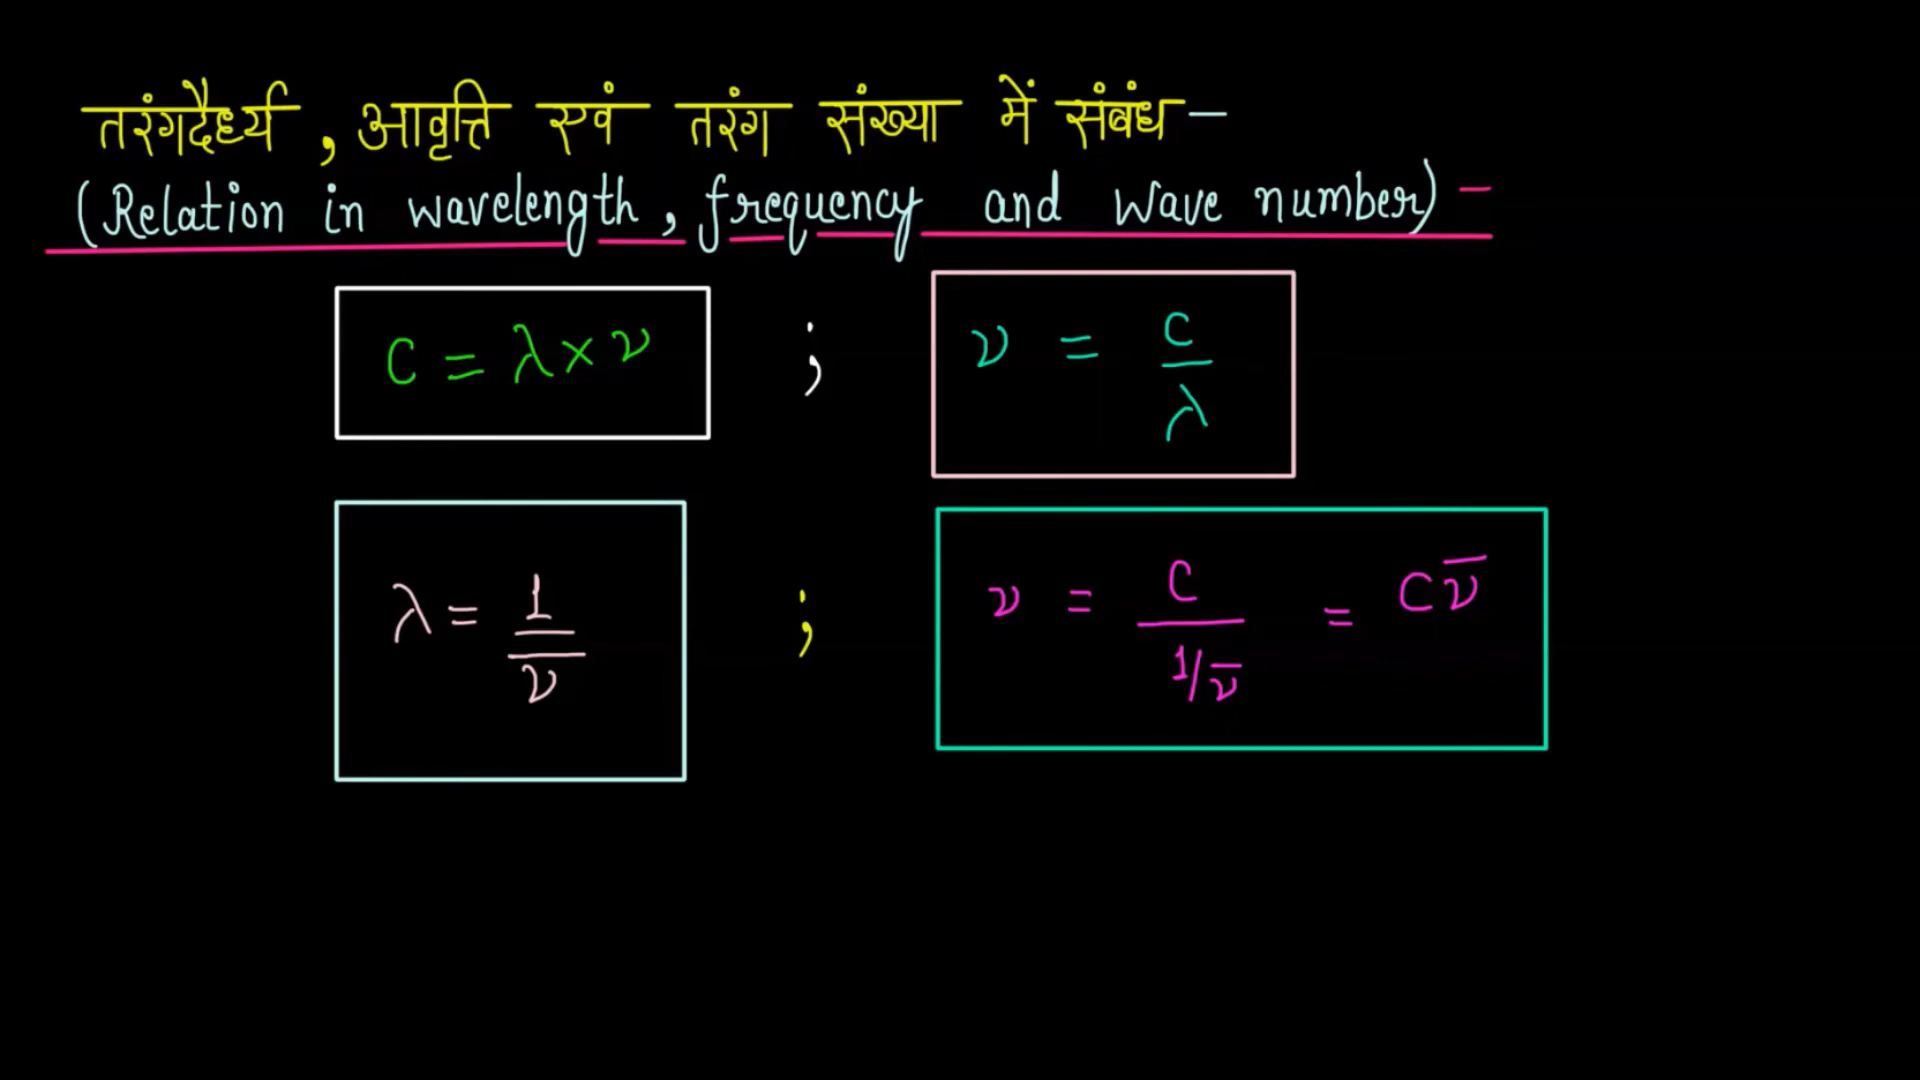 तरंगदैर्ध्य , आवृत्ति एवं तरंग संख्या में संबंध —
(Relation in wavelength , frequency and wave number) -
C = λ × ν ; ν = C/λ
λ = 1/ν̅ ; ν = C/(1/ν̅) = Cν̅